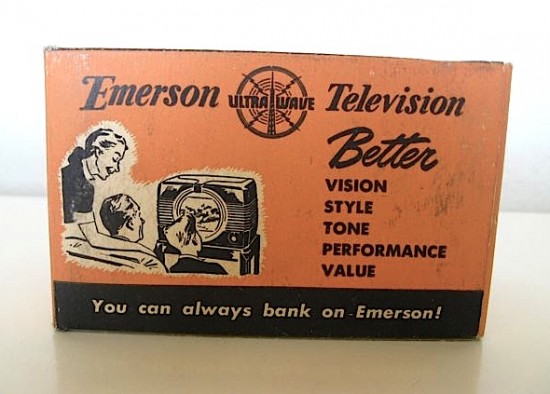 Emerson ULTRA WAVE Television
Better
VISION
STYLE
TONE
PERFORMANCE
VALUE
You can always bank on - Emerson!